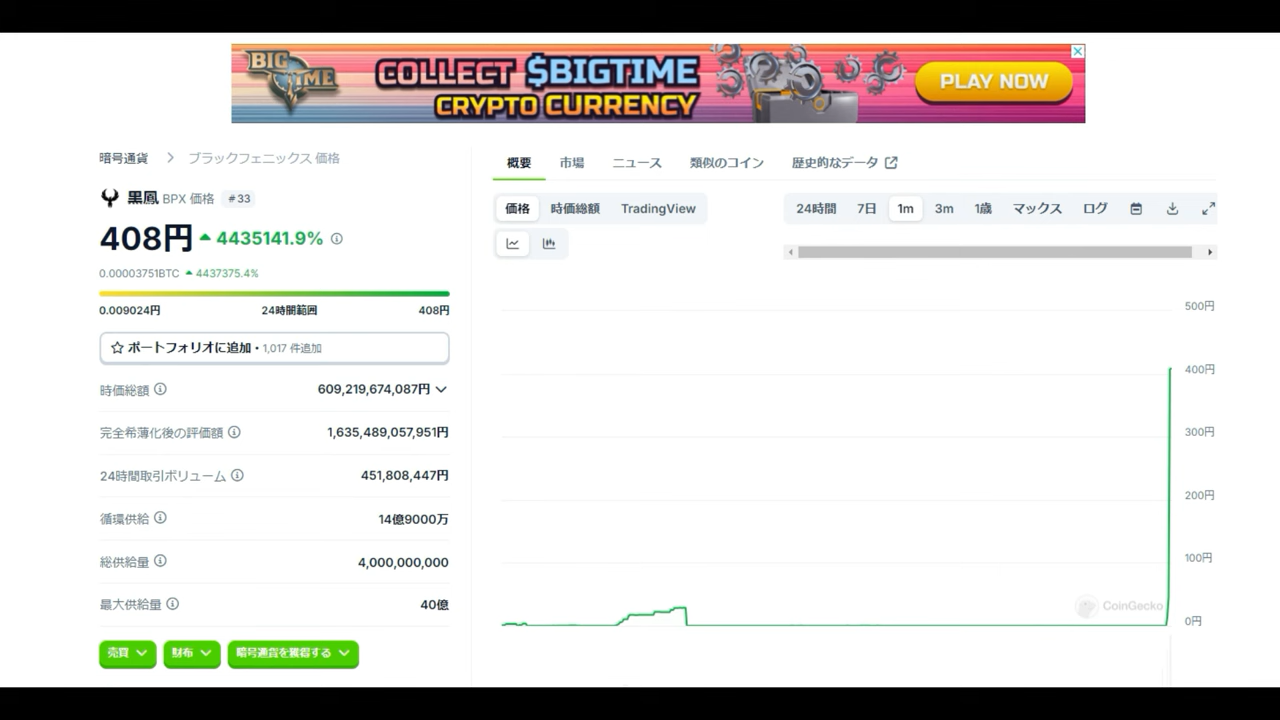 BIG TIME
COLLECT $BIGTIME
CRYPTO CURRENCY
PLAY NOW
暗号通貨 > ブラックフェニックス 価格
黒鳳 BPX 価格 #33
408円 4435141.9%
0.00003751BTC 4437375.4%
0.009024円 24時間範囲 408円
ポートフォリオに追加・1,017 件追加
時価総額 609,219,674,087円
完全希薄化後の評価額 1,635,489,057,951円
24時間取引ボリューム 451,808,447円
循環供給 14億9000万
総供給量 4,000,000,000
最大供給量 40億
売買 財布 暗号通貨を獲得する
概要 市場 ニュース 類似のコイン 歴史的なデータ
価格 時価総額 TradingView
24時間 7日 1m 3m 1歳 マックス ログ
500円
400円
300円
200円
100円
0円
CoinGecko